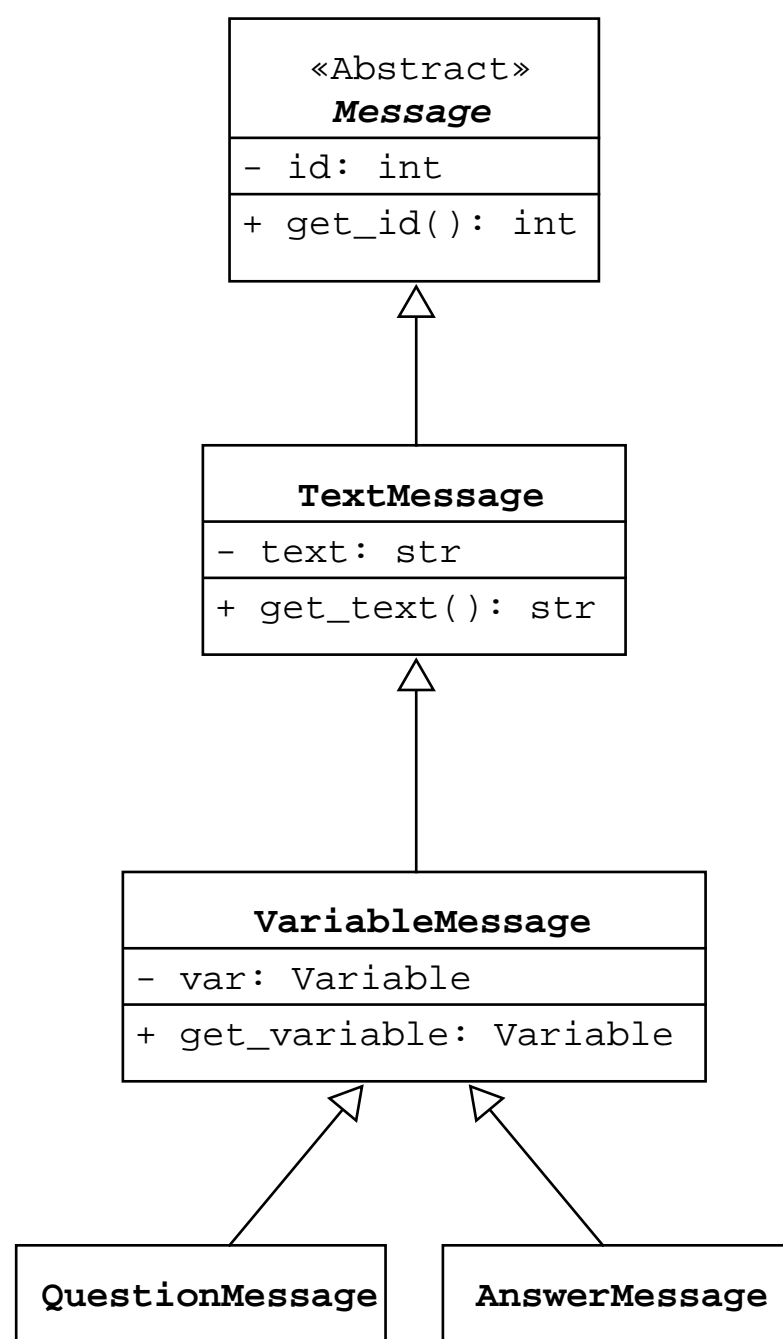 «Abstract»
Message
- id: int
+ get_id(): int
TextMessage
- text: str
+ get_text(): str
VariableMessage
- var: Variable
+ get_variable: Variable
QuestionMessage
AnswerMessage